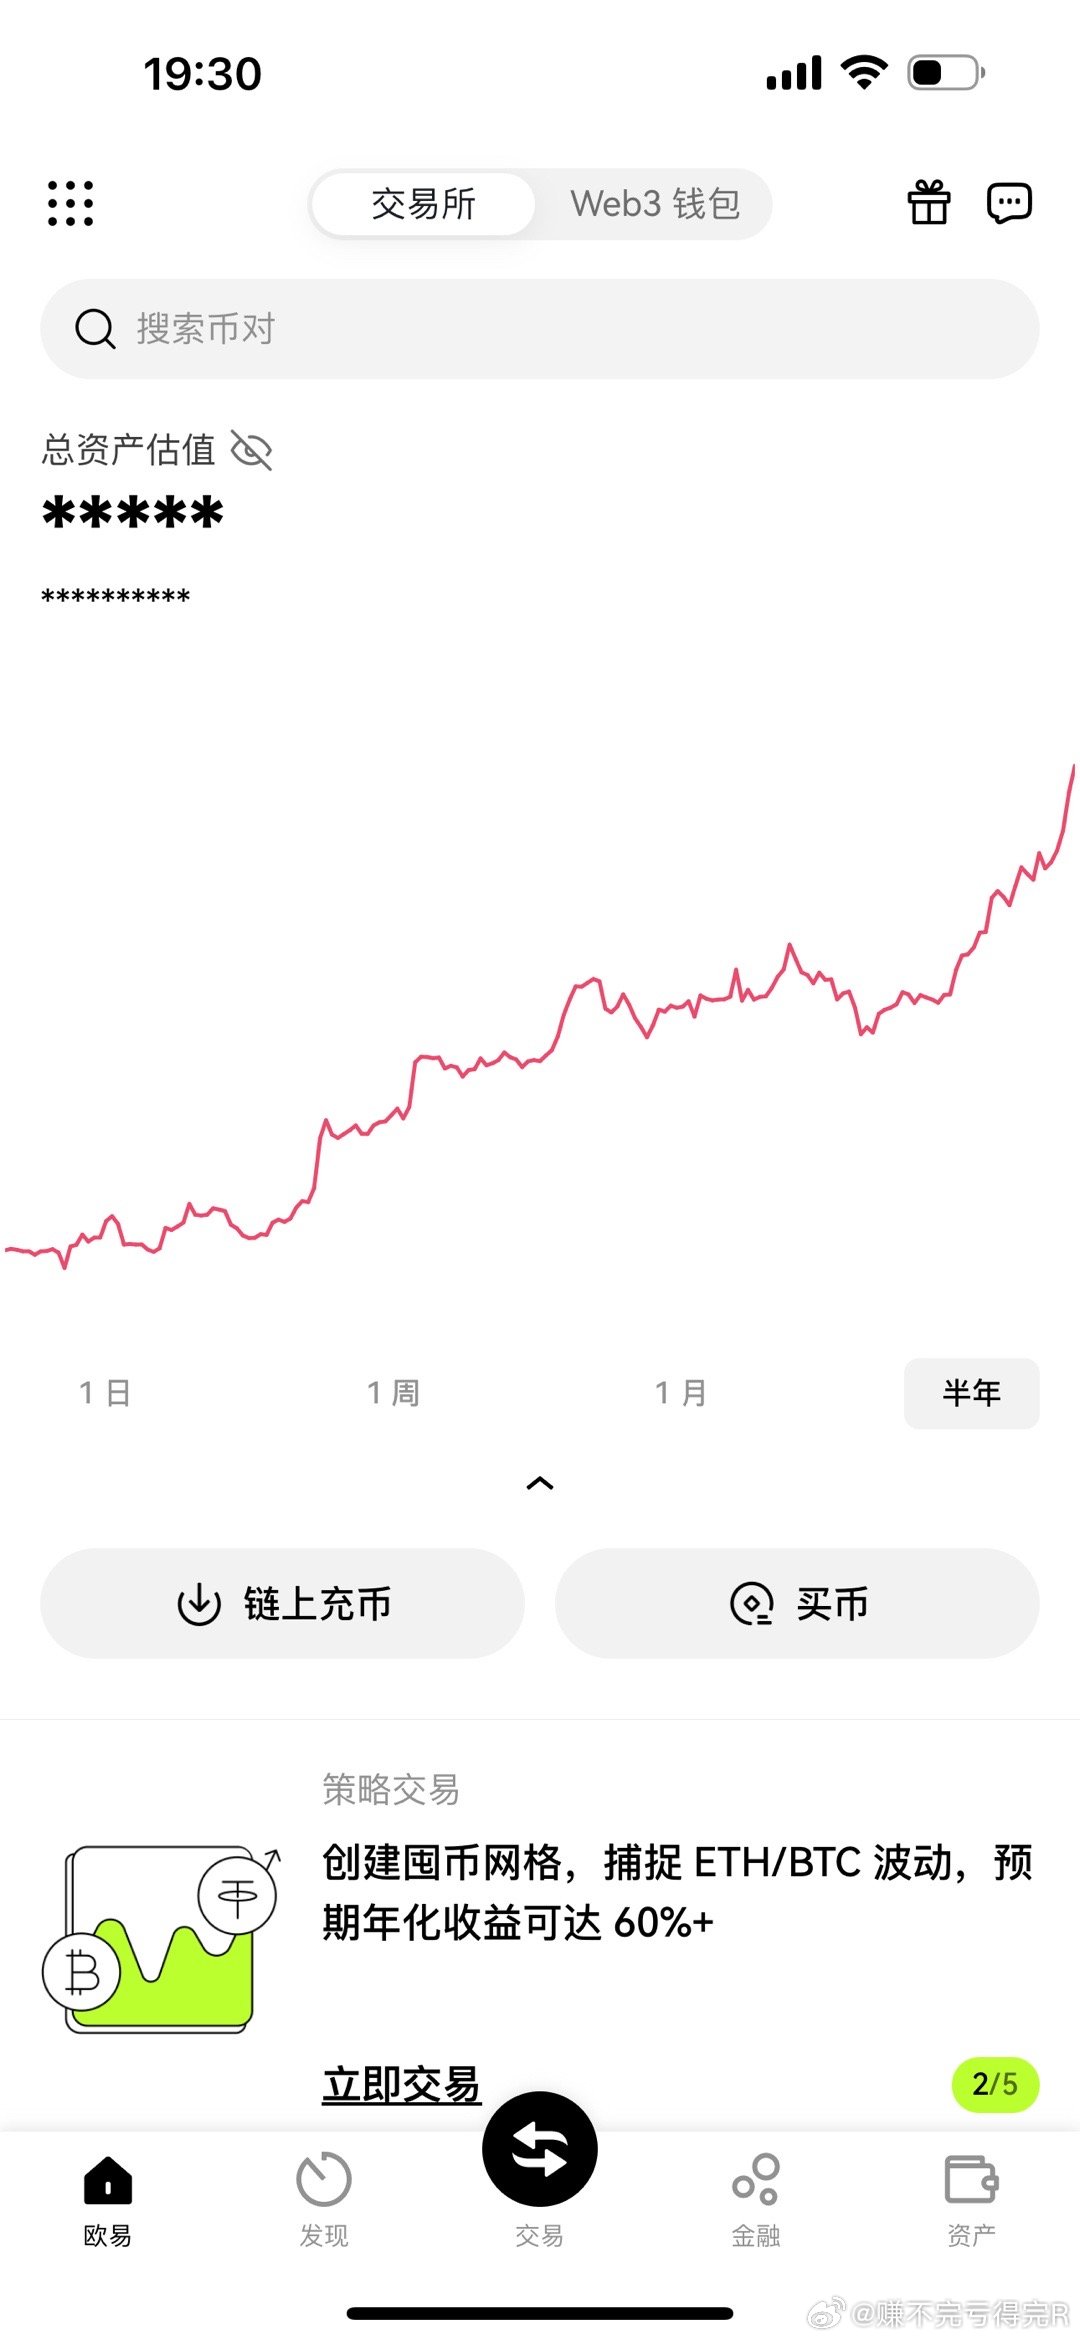 19:30
交易所
Web3 钱包
搜索币对
总资产估值
*****
**********
1 日
1 周
1 月
半年
链上充币
买币
策略交易
创建囤币网格，捕捉 ETH/BTC 波动，预
期年化收益可达 60%+
立即交易
2/5
欧易
发现
交易
金融
资产
@赚不完亏得完R